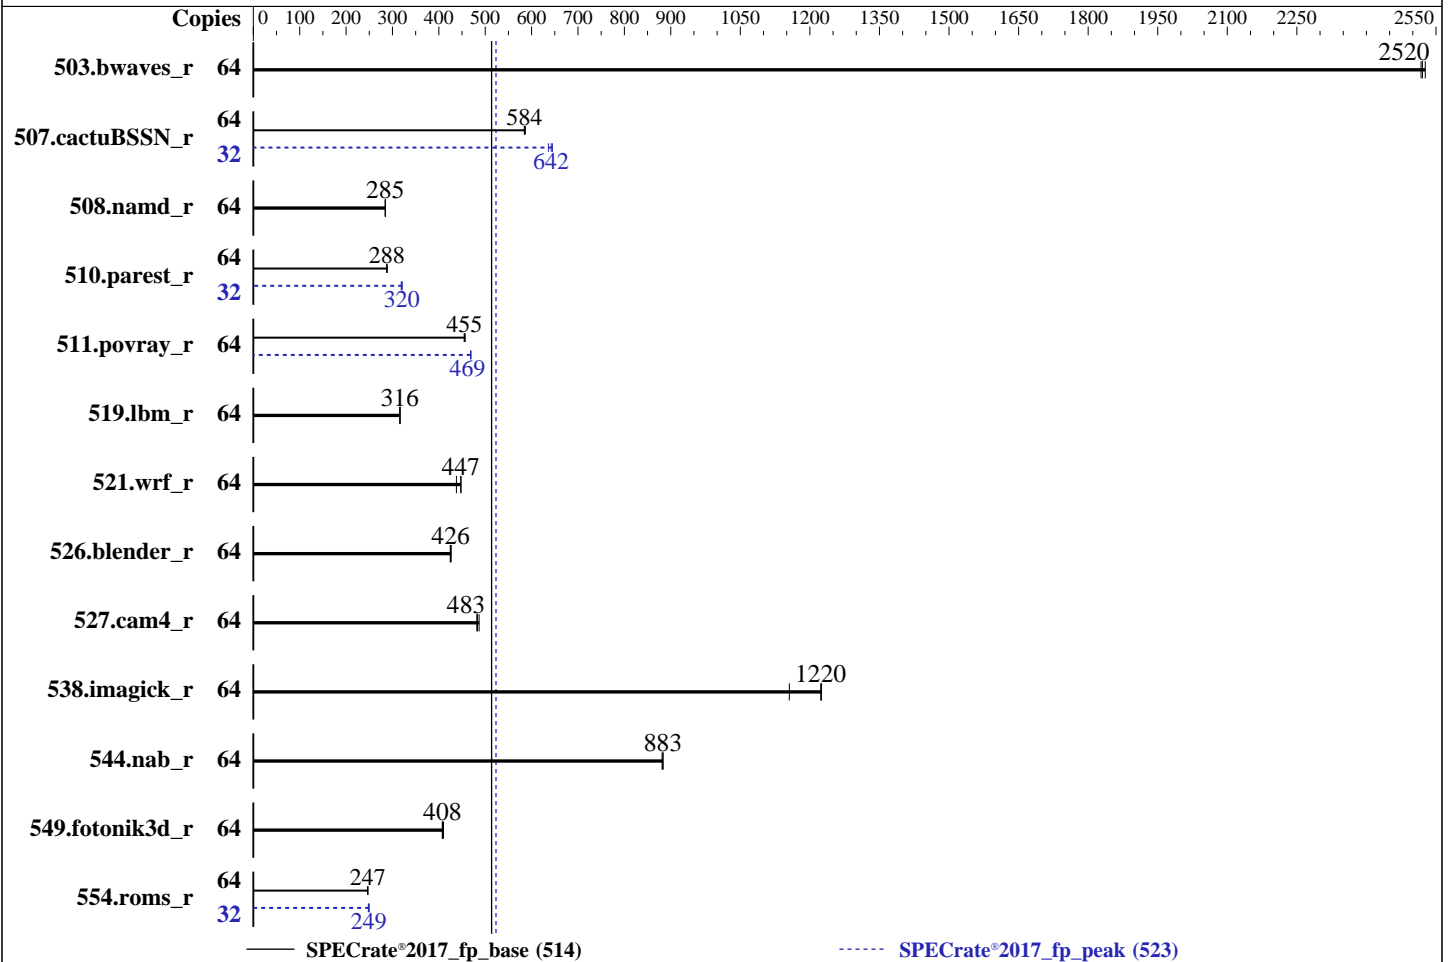 Copies 0 100 200 300 400 500 600 700 800 900 1050 1200 1350 1500 1650 1800 1950 2100 2250 2550
503.bwaves_r 64 2520
507.cactuBSSN_r 64 584
32 642
508.namd_r 64 285
510.parest_r 64 288
32 320
511.povray_r 64 455
469
519.lbm_r 64 316
521.wrf_r 64 447
526.blender_r 64 426
527.cam4_r 64 483
538.imagick_r 64 1220
544.nab_r 64 883
549.fotonik3d_r 64 408
554.roms_r 64 247
32 249
SPECrate®2017_fp_base (514) SPECrate®2017_fp_peak (523)